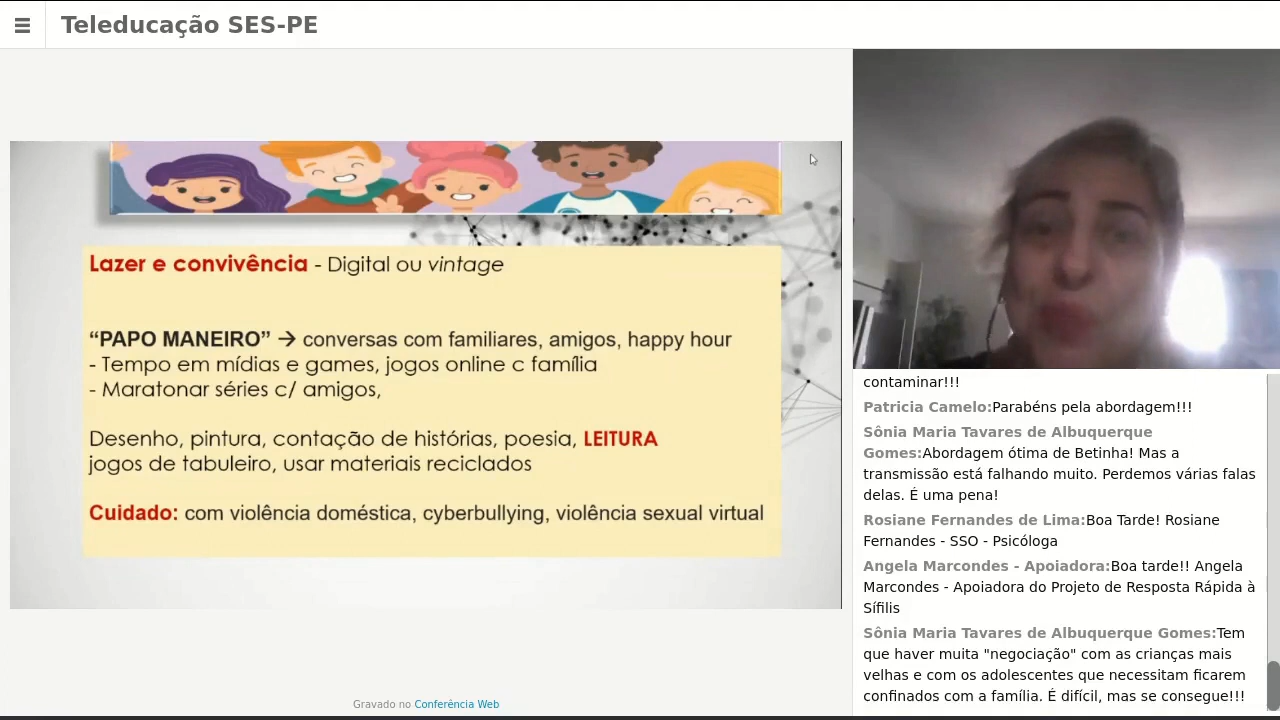 Teleducação SES-PE
Lazer e convivência - Digital ou vintage
“PAPO MANEIRO” → conversas com familiares, amigos, happy hour
- Tempo em mídias e games, jogos online c família
- Maratonar séries c/ amigos,
Desenho, pintura, contação de histórias, poesia, LEITURA
jogos de tabuleiro, usar materiais reciclados
Cuidado: com violência doméstica, cyberbullying, violência sexual virtual
Gravado no Conferência Web
contaminar!!!
Patricia Camelo:Parabéns pela abordagem!!!
Sônia Maria Tavares de Albuquerque
Gomes:Abordagem ótima de Betinha! Mas a
transmissão está falhando muito. Perdemos várias falas
delas. É uma pena!
Rosiane Fernandes de Lima:Boa Tarde! Rosiane
Fernandes - SSO - Psicóloga
Angela Marcondes - Apoiadora:Boa tarde!! Angela
Marcondes - Apoiadora do Projeto de Resposta Rápida à
Sífilis
Sônia Maria Tavares de Albuquerque Gomes:Tem
que haver muita "negociação" com as crianças mais
velhas e com os adolescentes que necessitam ficarem
confinados com a família. É difícil, mas se consegue!!!